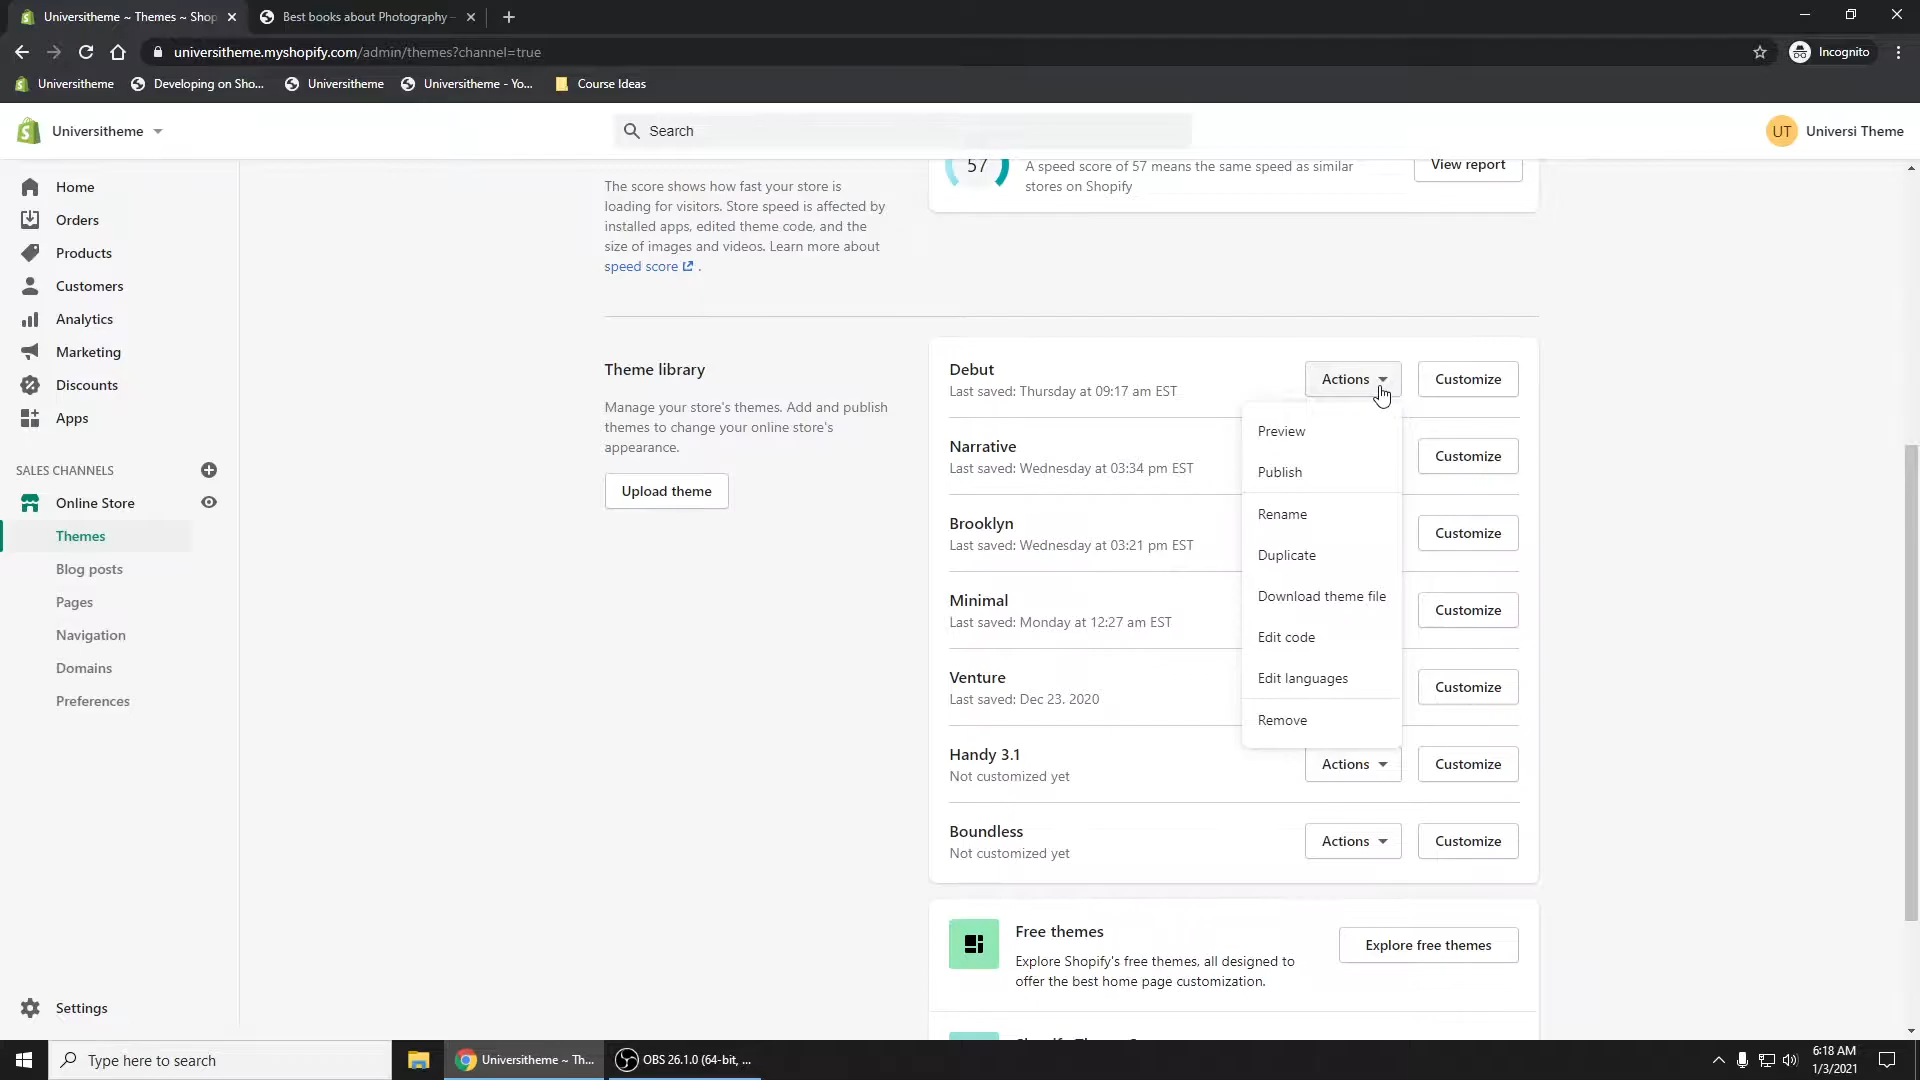 Universitheme ~ Themes ~ Shop
Best books about Photography –
universitheme.myshopify.com/admin/themes?channel=true
Incognito
Universitheme
Developing on Sho...
Universitheme
Universitheme - Yo...
Course Ideas
Universitheme
Search
UT
Universi Theme
Home
Orders
Products
Customers
Analytics
Marketing
Discounts
Apps
SALES CHANNELS
Online Store
Themes
Blog posts
Pages
Navigation
Domains
Preferences
Settings
The score shows how fast your store is
loading for visitors. Store speed is affected by
installed apps, edited theme code, and the
size of images and videos. Learn more about
speed score .
57
A speed score of 57 means the same speed as similar
stores on Shopify
View report
Theme library
Manage your store's themes. Add and publish
themes to change your online store's
appearance.
Upload theme
Debut
Last saved: Thursday at 09:17 am EST
Actions
Customize
Preview
Publish
Rename
Duplicate
Download theme file
Edit code
Edit languages
Remove
Narrative
Last saved: Wednesday at 03:34 pm EST
Customize
Brooklyn
Last saved: Wednesday at 03:21 pm EST
Customize
Minimal
Last saved: Monday at 12:27 am EST
Customize
Venture
Last saved: Dec 23, 2020
Customize
Handy 3.1
Not customized yet
Actions
Customize
Boundless
Not customized yet
Actions
Customize
Free themes
Explore Shopify's free themes, all designed to
offer the best home page customization.
Explore free themes
Type here to search
Universitheme ~ Th...
OBS 26.1.0 (64-bit, ...
6:18 AM
1/3/2021